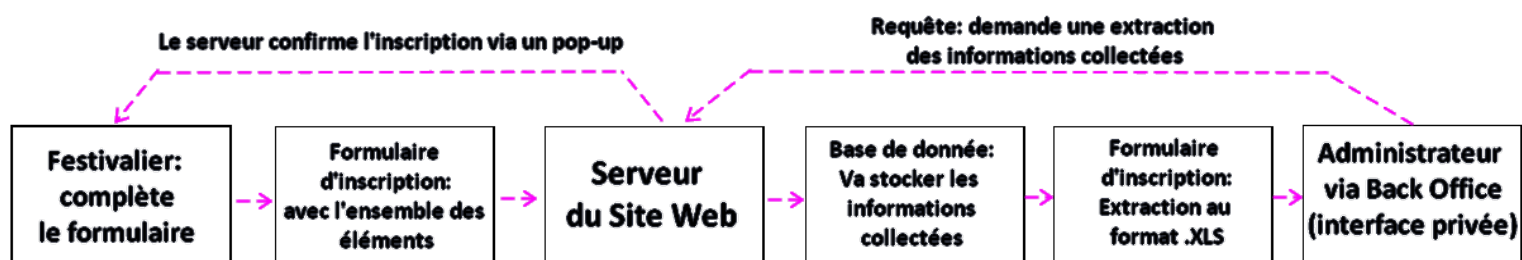 Le serveur confirme l'inscription via un pop-up
Requête: demande une extraction
des informations collectées
Festivalier:
complète
le formulaire
Formulaire
d'inscription:
avec l'ensemble des
éléments
Serveur
du Site Web
Base de donnée:
Va stocker les
informations
collectées
Formulaire
d'inscription:
Extraction au
format .XLS
Administrateur
via Back Office
(interface privée)